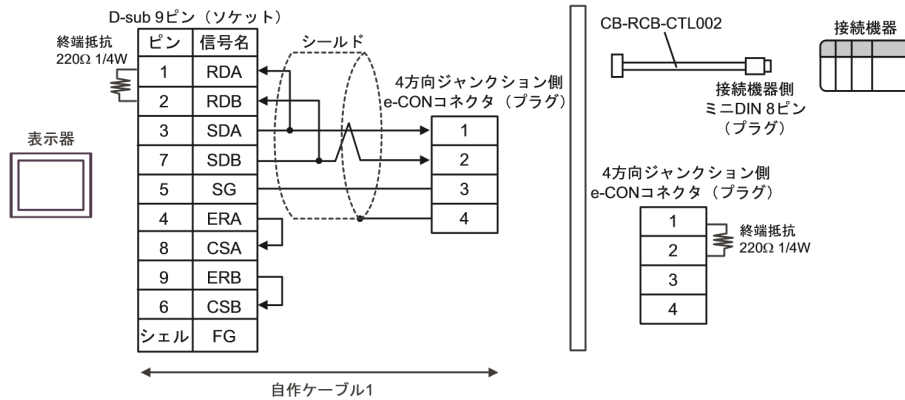 D-sub 9ピン（ソケット）
終端抵抗
220Ω 1/4W
ピン 信号名
1 RDA
2 RDB
3 SDA
7 SDB
5 SG
4 ERA
8 CSA
9 ERB
6 CSB
シェル FG
シールド
表示器
4方向ジャンクション側
e-CONコネクタ（プラグ）
1
2
3
4
自作ケーブル1
CB-RCB-CTL002
接続機器
接続機器側
ミニDIN 8ピン
（プラグ）
4方向ジャンクション側
e-CONコネクタ（プラグ）
1
2
3
4
終端抵抗
220Ω 1/4W